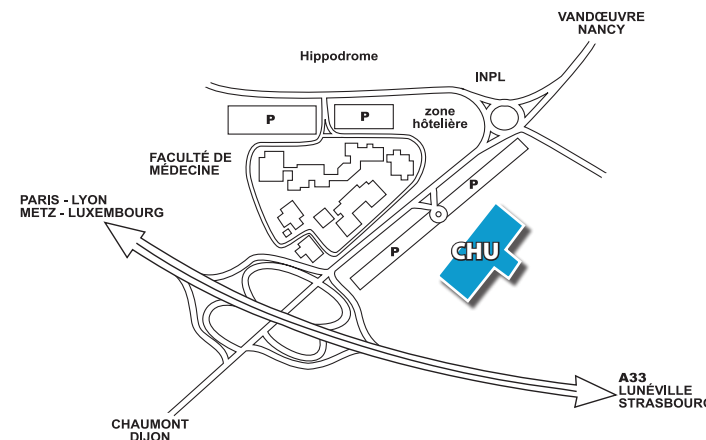 VANDŒUVRE
NANCY
Hippodrome
INPL
P
P
zone
hôtelière
FACULTÉ DE
MÉDECINE
P
PARIS - LYON
METZ - LUXEMBOURG
P
CHU
A33
LUNÉVILLE
STRASBOURG
CHAUMONT
DIJON